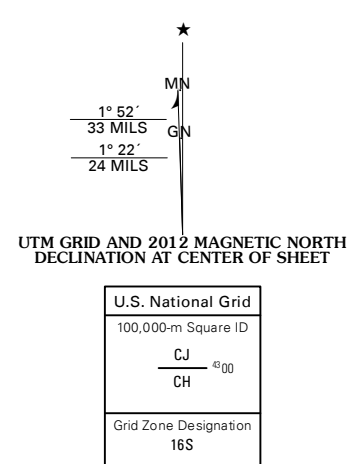 ★
MN
1° 52´
33 MILS
GN
1° 22´
24 MILS
UTM GRID AND 2012 MAGNETIC NORTH
DECLINATION AT CENTER OF SHEET
U.S. National Grid
100,000-m Square ID
CJ
4300
CH
Grid Zone Designation
16S